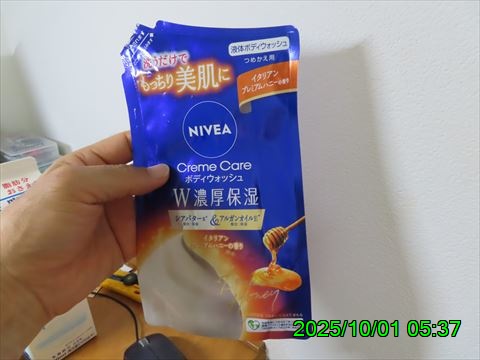 液体ボディウォッシュ
つめかえ用
洗うだけで
もっちり美肌に
イタリアン
プレミアムハニーの香り
NIVEA
Creme Care
ボディウォッシュ
W濃厚保湿
シアバター
&
アルガンオイル
イタリアン
プレミアムハニーの香り
Honey
脂肪分
2025/10/01 05:37